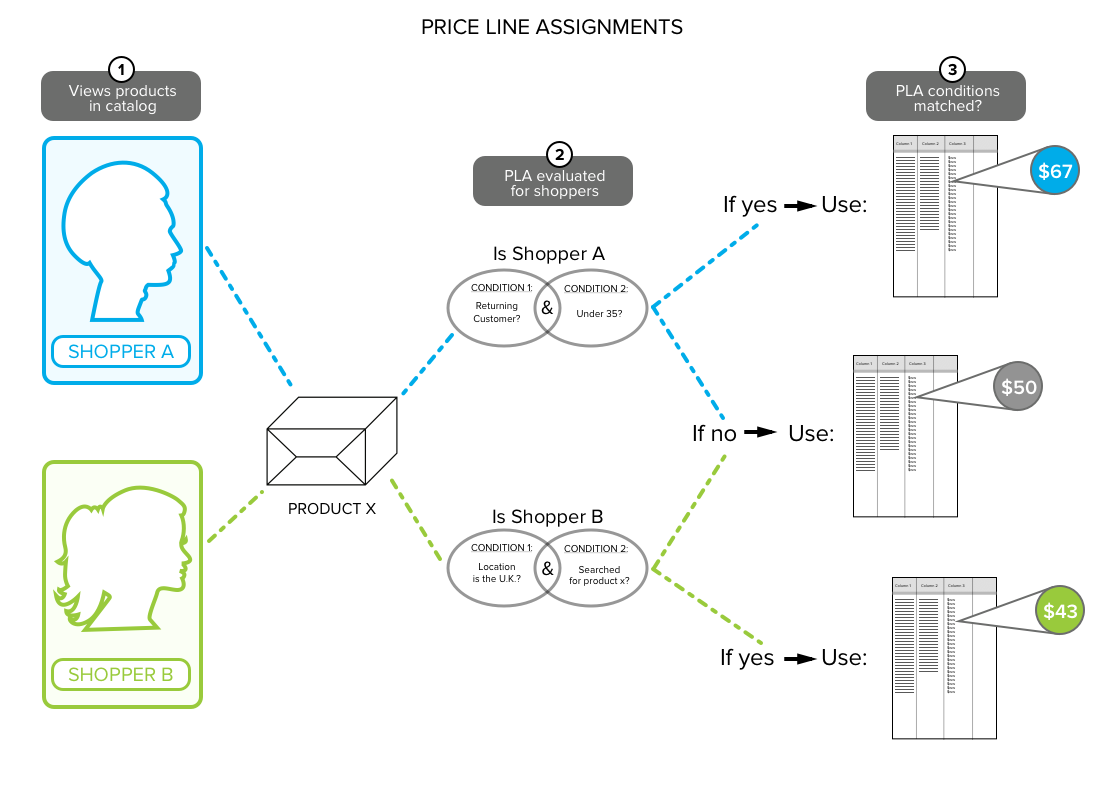 PRICE LINE ASSIGNMENTS
1
Views products
in catalog
SHOPPER A
SHOPPER B
PRODUCT X
2
PLA evaluated
for shoppers
Is Shopper A
CONDITION 1:
Returning
Customer?
&
CONDITION 2:
Under 35?
Is Shopper B
CONDITION 1:
Location
is the U.K.?
&
CONDITION 2:
Searched
for product x?
3
PLA conditions
matched?
If yes
Use:
Column 1
Column 2
Column 3
$67
If no
Use:
Column 1
Column 2
Column 3
$50
If yes
Use:
Column 1
Column 2
Column 3
$43